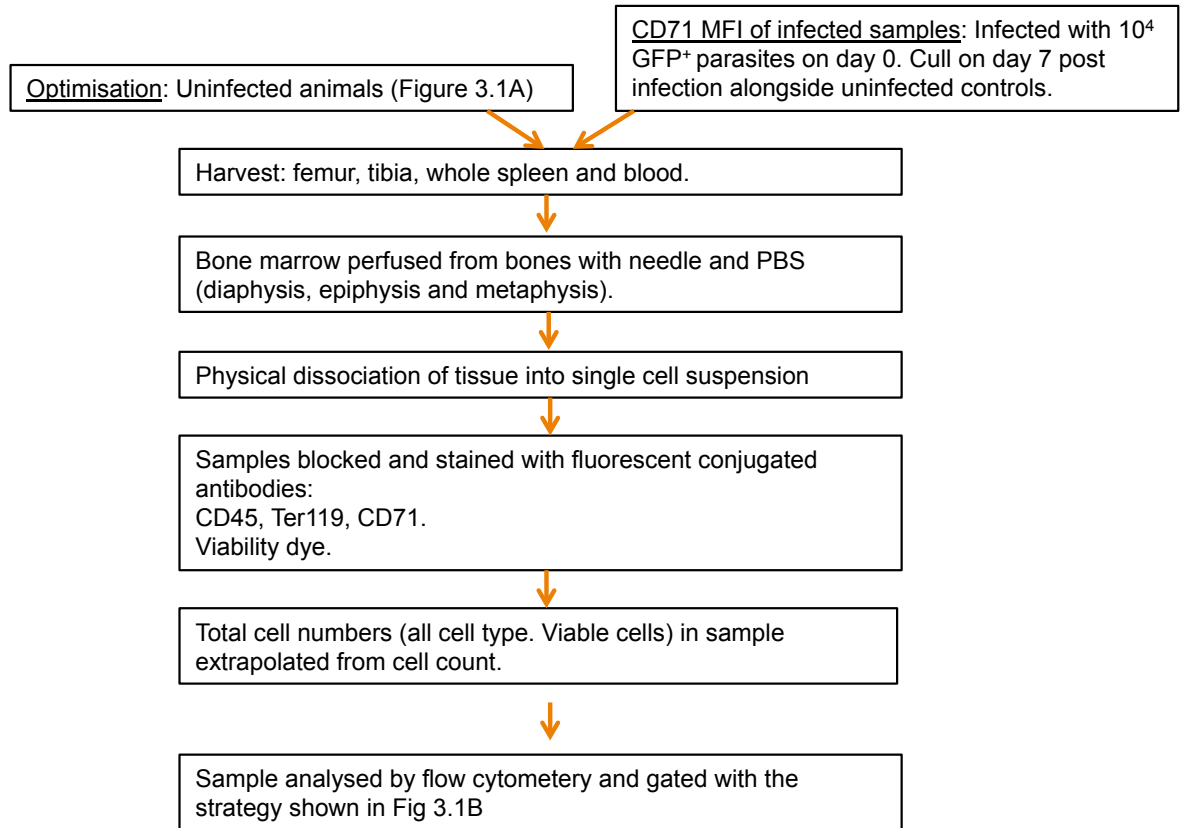 Optimisation: Uninfected animals (Figure 3.1A)
CD71 MFI of infected samples: Infected with 10⁴
GFP⁺ parasites on day 0. Cull on day 7 post
infection alongside uninfected controls.
Harvest: femur, tibia, whole spleen and blood.
Bone marrow perfused from bones with needle and PBS
(diaphysis, epiphysis and metaphysis).
Physical dissociation of tissue into single cell suspension
Samples blocked and stained with fluorescent conjugated
antibodies:
CD45, Ter119, CD71.
Viability dye.
Total cell numbers (all cell type. Viable cells) in sample
extrapolated from cell count.
Sample analysed by flow cytometery and gated with the
strategy shown in Fig 3.1B